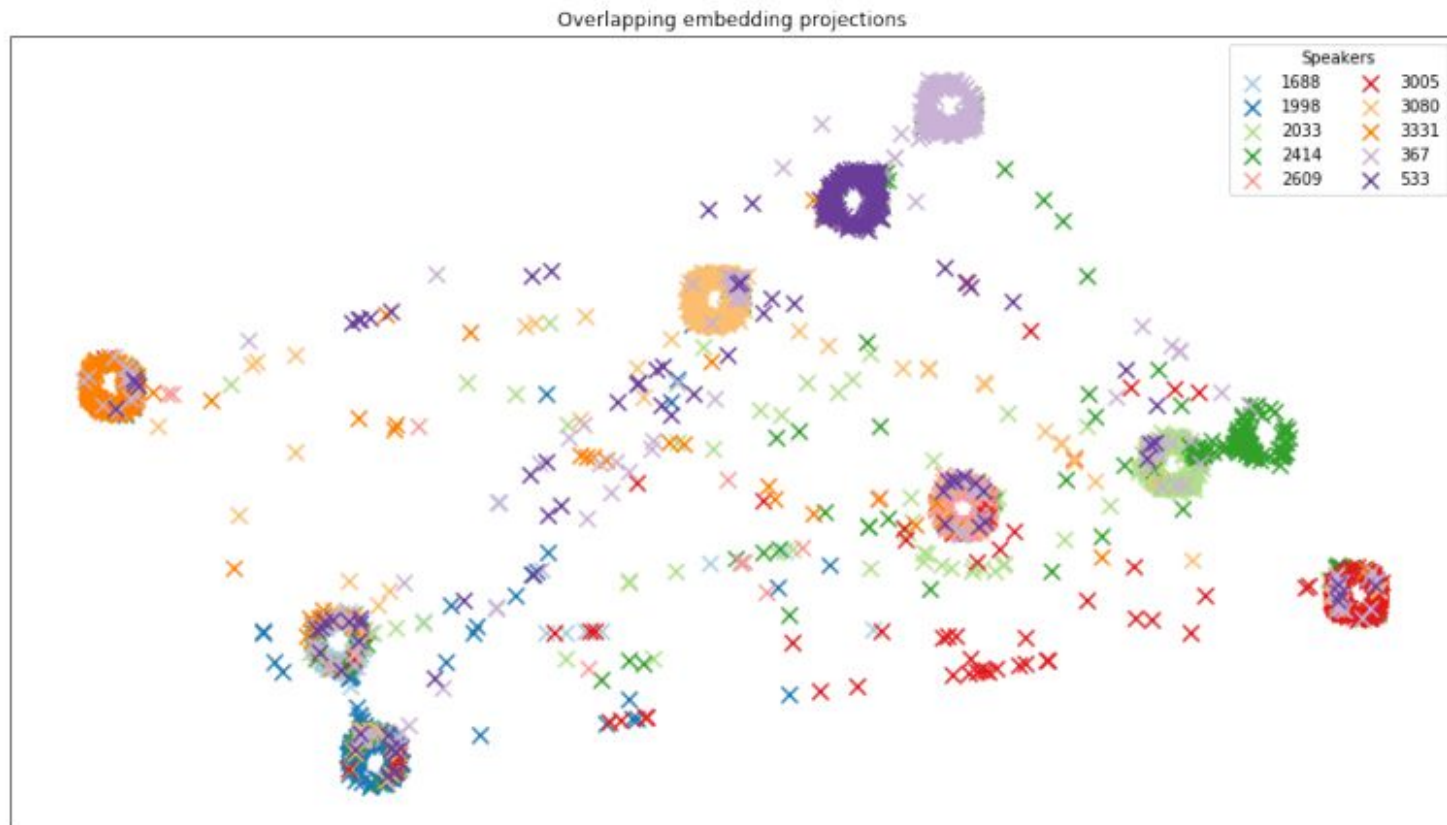 Overlapping embedding projections
Speakers
1688 3005
1998 3080
2033 3331
2414 367
2609 533